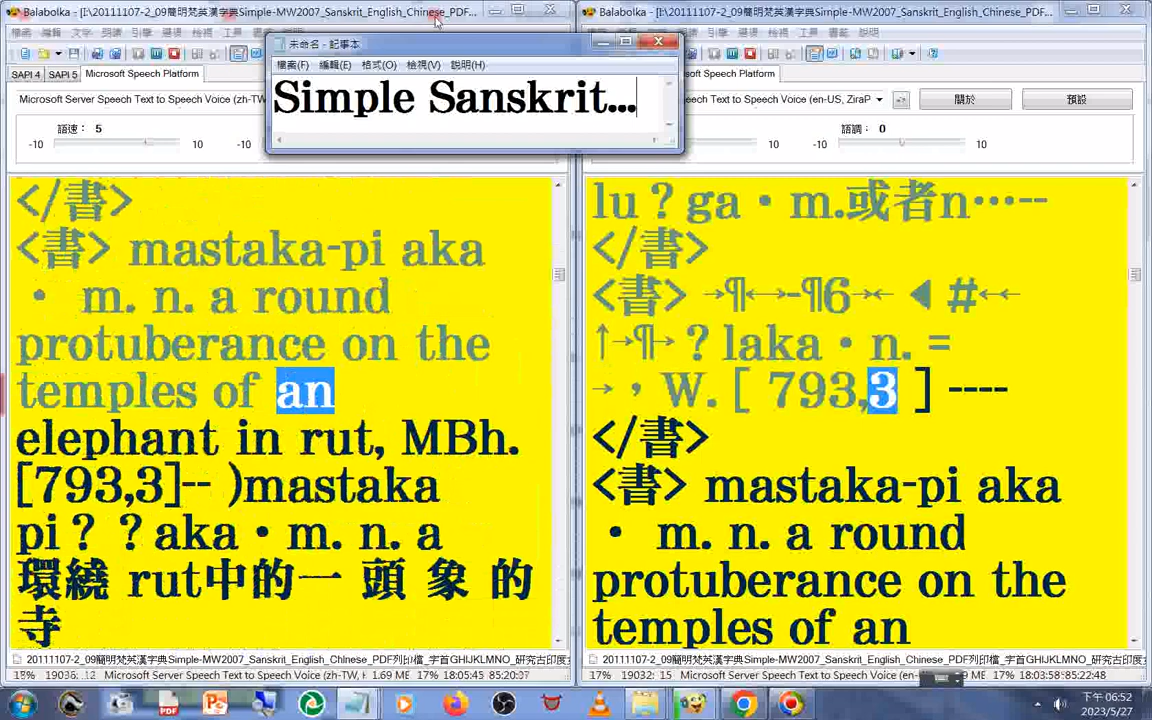 Balabolka - [I:\20111107-2_09簡明梵英漢字典Simple-MW2007_Sanskrit_English_Chinese_PDF...
Balabolka - [I:\20111107-2_09簡明梵英漢字典Simple-MW2007_Sanskrit_English_Chinese_PDF...
未命名 - 記事本
檔案(F) 編輯(E) 格式(O) 檢視(V) 說明(H)
Simple Sanskrit...
SAPI 4 SAPI 5 Microsoft Speech Platform
Microsoft Server Speech Text to Speech Voice (zh-TW
語速： 5
-10 10 -10
eech Platform
eech Text to Speech Voice (en-US, ZiraP 關於 預設
語調： 0
10 -10 10
</書>
<書> mastaka-pi aka
• m. n. a round
protuberance on the
temples of an
elephant in rut, MBh.
[793,3]-- )mastaka
pi？？aka・m. n. a
環繞 rut中的一 頭 象 的
寺
lu？ga・m.或者n…--
</書>
<書> →¶←→-¶6→← ◀ #←←
↑→¶→？laka・n. =
→，W. [ 793,3 ] ----
</書>
<書> mastaka-pi aka
• m. n. a round
protuberance on the
temples of an
20111107-2_09簡明梵英漢字典Simple-MW2007_Sanskrit_English_Chinese_PDF列印檔_字首GHIJKLMNO_研究古印度
20111107-2_09簡明梵英漢字典Simple-MW2007_Sanskrit_English_Chinese_PDF列印檔_字首GHIJKLMNO_研究古印度
18% 19036: 12 Microsoft Server Speech Text to Speech Voice (zh-TW, 1.69 MB 17% 18:05:45 85:20:37
17% 19032: 15 Microsoft Server Speech Text to Speech 17% 18:03:58 85:22:48
下午 06:52
2023/5/27